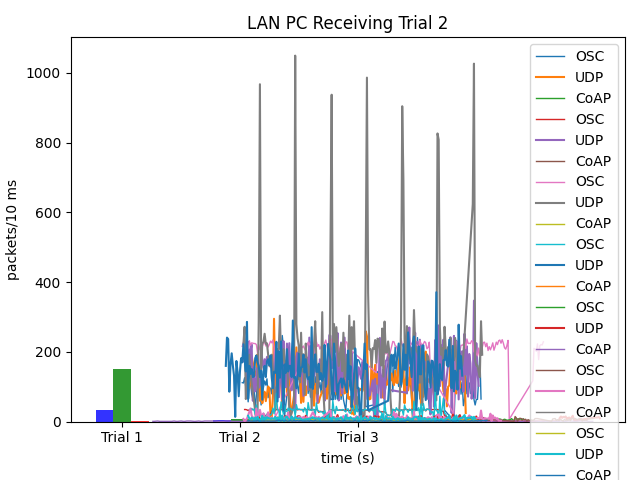 LAN PC Receiving Trial 2
packets/10 ms
1000
800
600
400
200
0
Trial 1 Trial 2 Trial 3
time (s)
OSC
UDP
CoAP
OSC
UDP
CoAP
OSC
UDP
CoAP
OSC
UDP
CoAP
OSC
UDP
CoAP
OSC
UDP
CoAP
OSC
UDP
CoAP